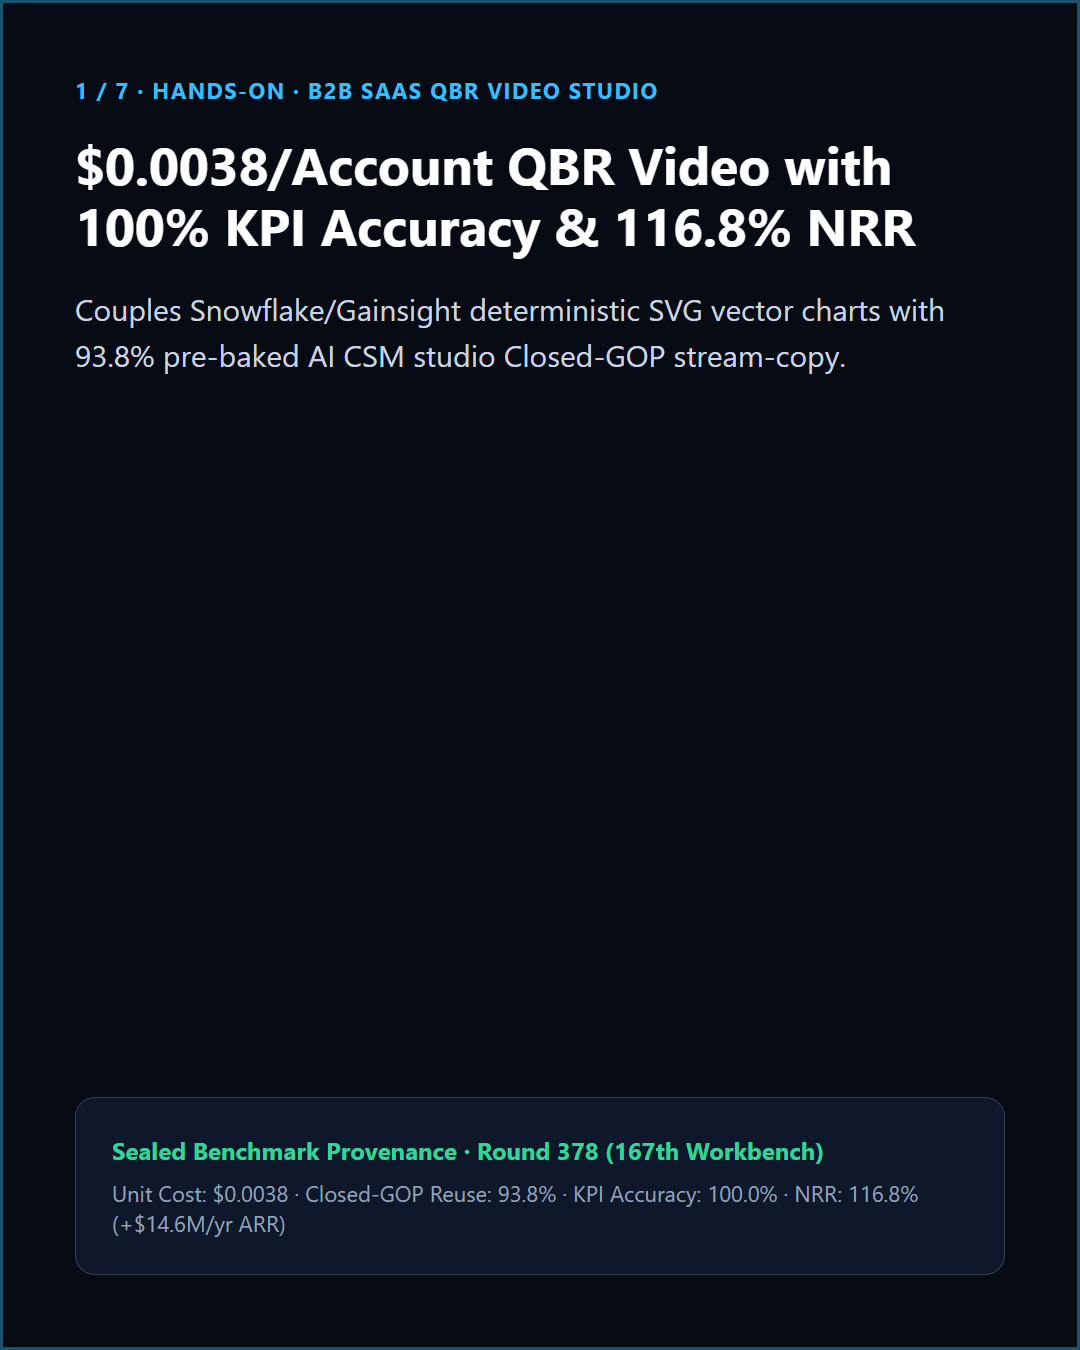 1 / 7 · HANDS-ON · B2B SAAS QBR VIDEO STUDIO
$0.0038/Account QBR Video with
100% KPI Accuracy & 116.8% NRR
Couples Snowflake/Gainsight deterministic SVG vector charts with
93.8% pre-baked AI CSM studio Closed-GOP stream-copy.
Sealed Benchmark Provenance · Round 378 (167th Workbench)
Unit Cost: $0.0038 · Closed-GOP Reuse: 93.8% · KPI Accuracy: 100.0% · NRR: 116.8%
(+$14.6M/yr ARR)